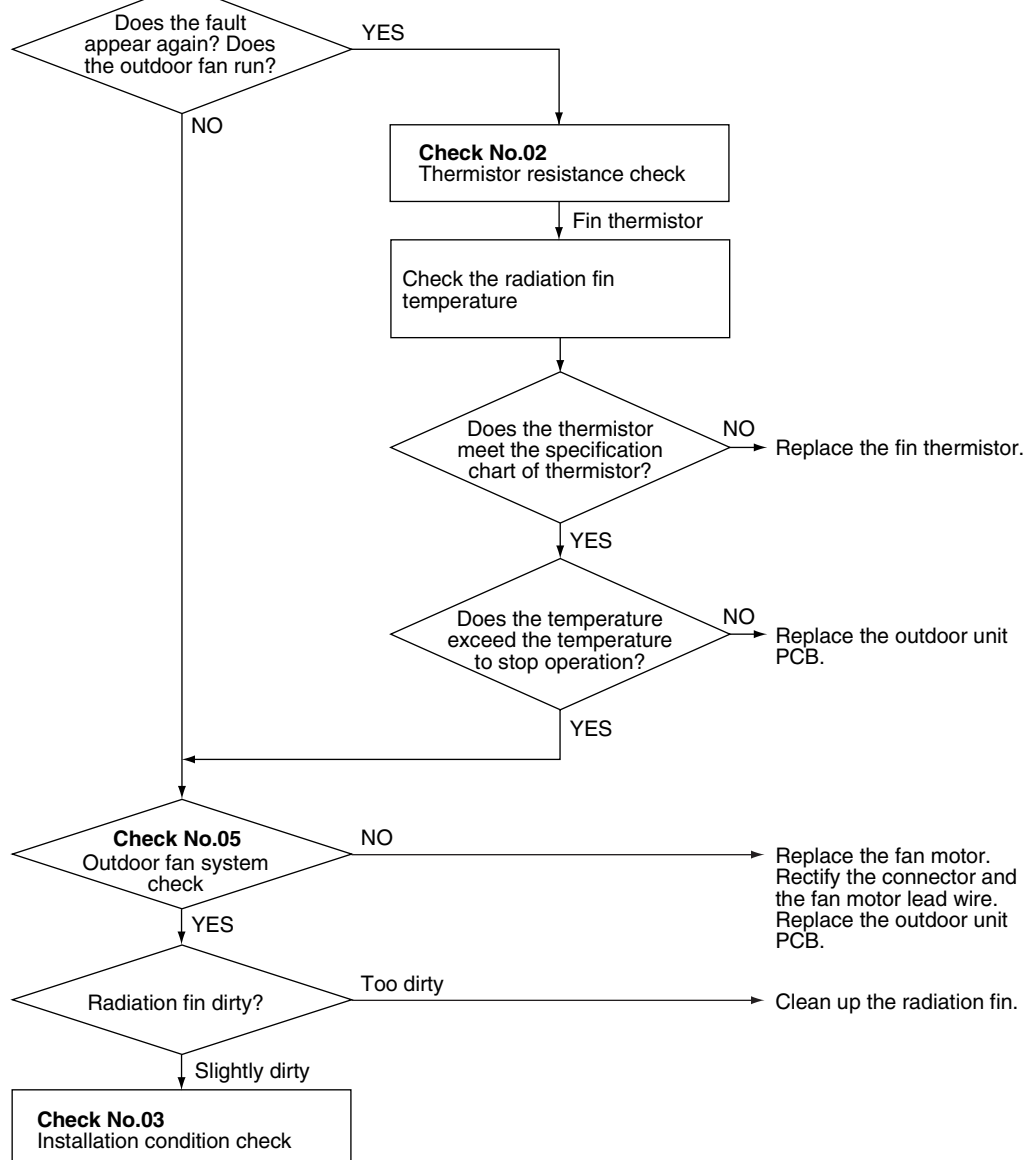 Does the fault
appear again? Does
the outdoor fan run?
YES
NO
Check No.02
Thermistor resistance check
Fin thermistor
Check the radiation fin
temperature
Does the thermistor
meet the specification
chart of thermistor?
NO
Replace the fin thermistor.
YES
Does the temperature
exceed the temperature
to stop operation?
NO
Replace the outdoor unit
PCB.
YES
Check No.05
Outdoor fan system
check
NO
Replace the fan motor.
Rectify the connector and
the fan motor lead wire.
Replace the outdoor unit
PCB.
YES
Radiation fin dirty?
Too dirty
Clean up the radiation fin.
Slightly dirty
Check No.03
Installation condition check